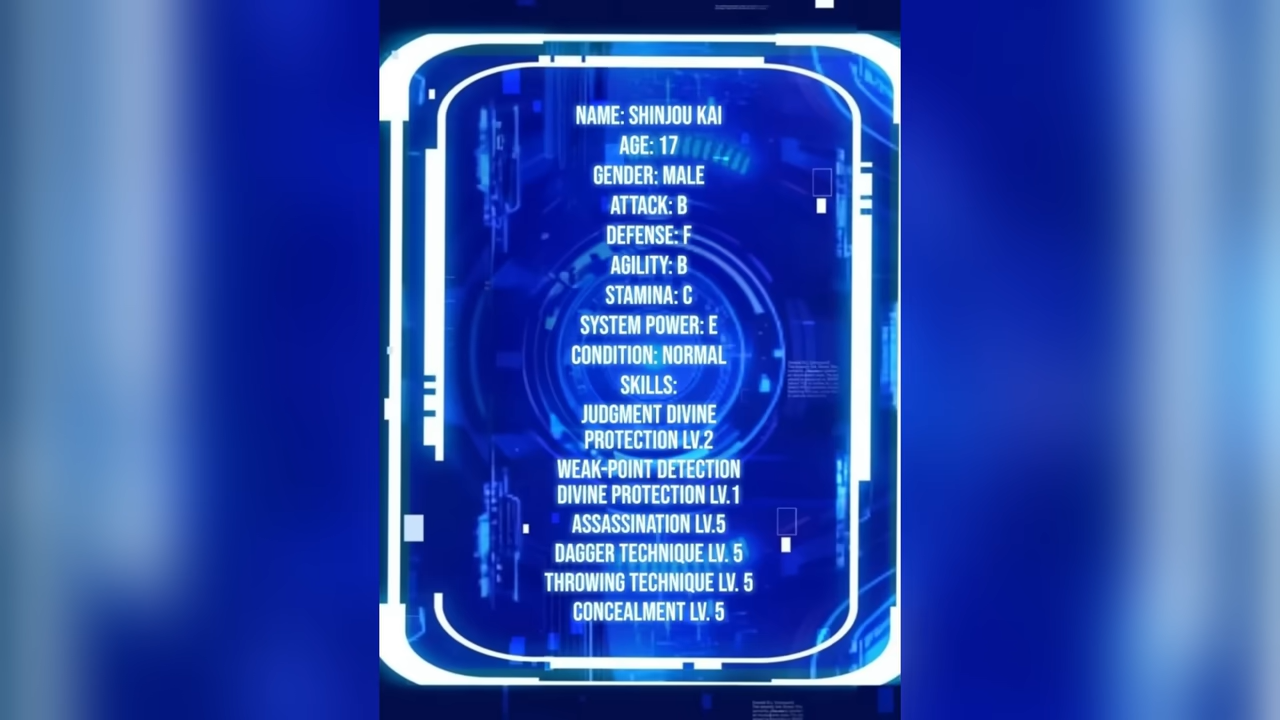 NAME: SHINJOU KAI
AGE: 17
GENDER: MALE
ATTACK: B
DEFENSE: F
AGILITY: B
STAMINA: C
SYSTEM POWER: E
CONDITION: NORMAL
SKILLS:
JUDGMENT DIVINE
PROTECTION LV.2
WEAK-POINT DETECTION
DIVINE PROTECTION LV.1
ASSASSINATION LV.5
DAGGER TECHNIQUE LV. 5
THROWING TECHNIQUE LV. 5
CONCEALMENT LV. 5